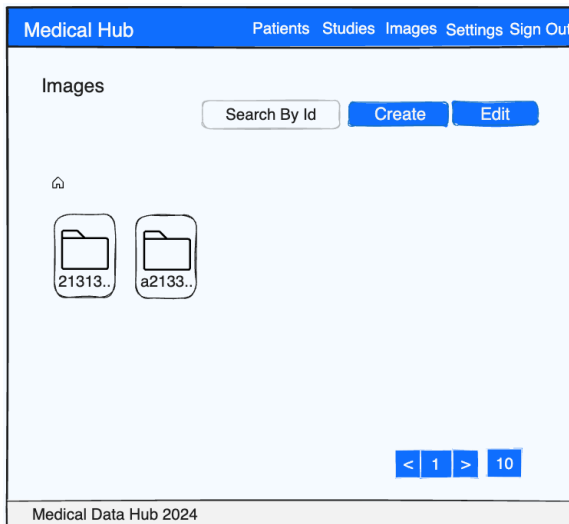 Medical Hub Patients Studies Images Settings Sign Out
Images
Search By Id Create Edit
21313.. a2133..
< 1 > 10
Medical Data Hub 2024